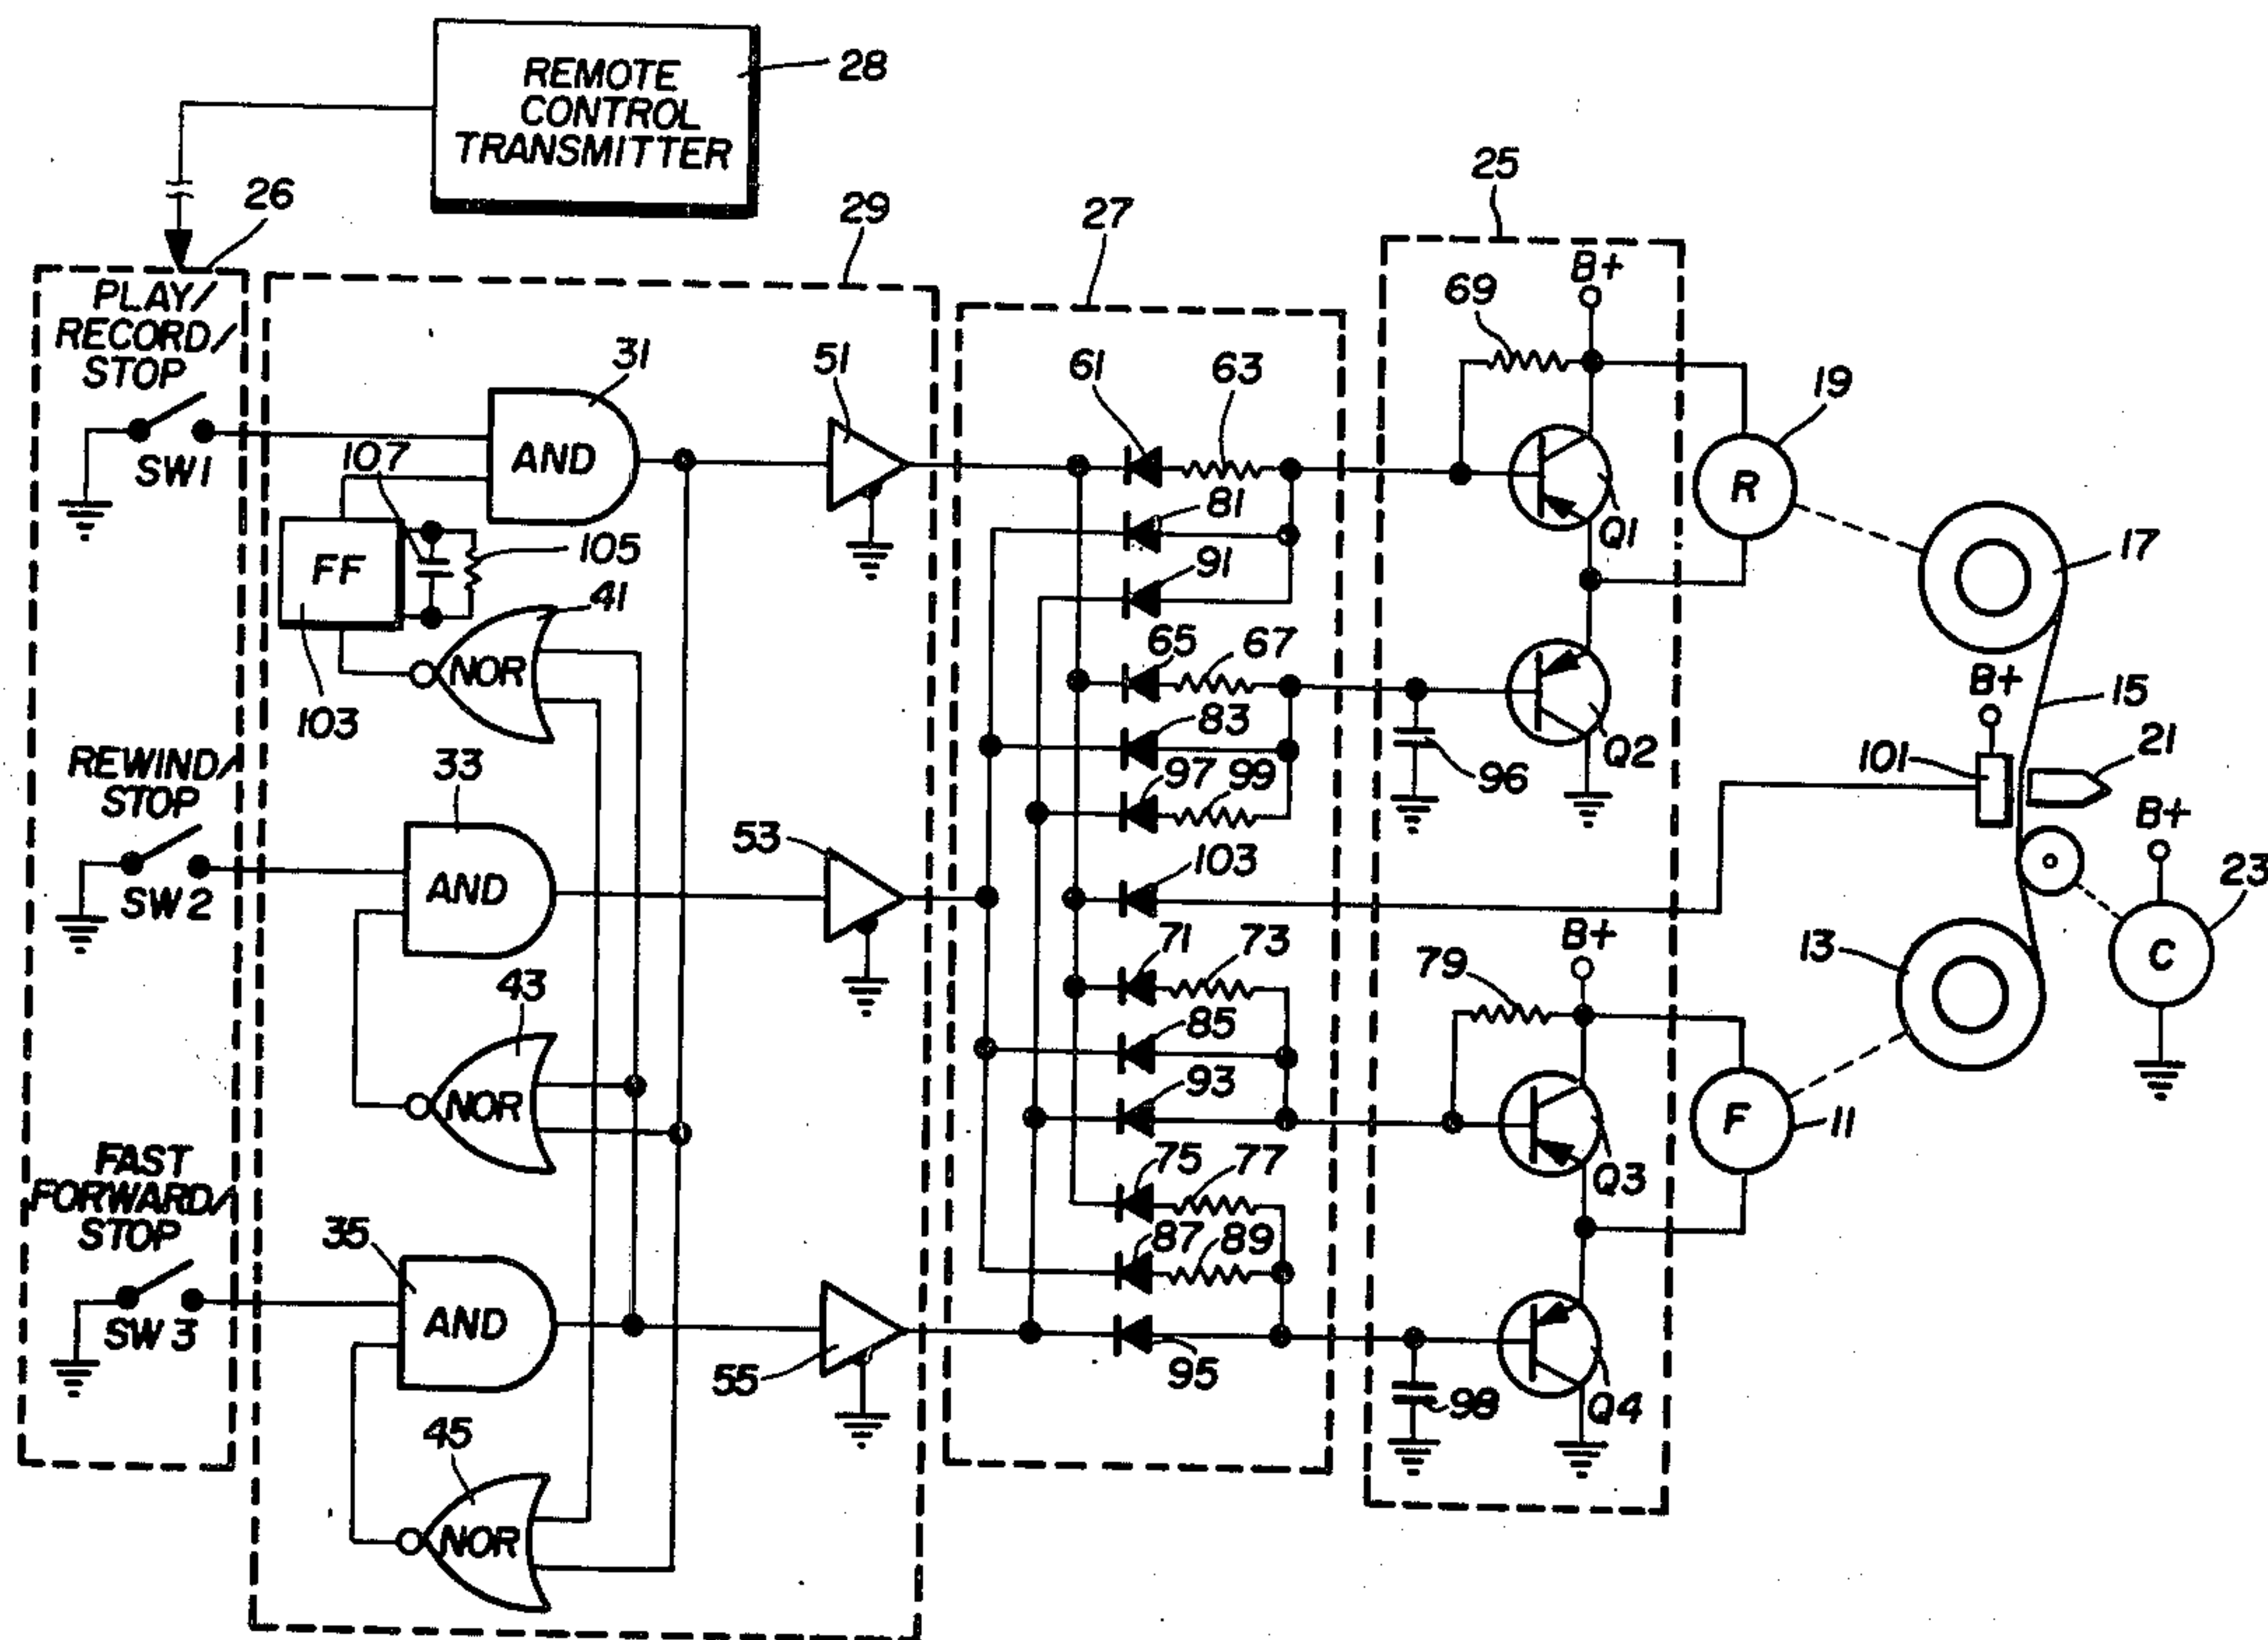 REMOTE
CONTROL
TRANSMITTER
28
26
29
27
25
PLAY/
RECORD/
STOP
SW1
107
31
51
61
63
69
B+
19
R
AND
81
91
Q1
17
FF
105
41
NOR
103
65
67
83
97
99
96
Q2
B+
15
101
21
B+
REWIND/
STOP
SW2
33
AND
53
103
23
C
43
NOR
71
73
85
93
79
B+
13
Q3
F
11
FAST
FORWARD/
STOP
SW3
35
AND
55
75
77
87
89
95
98
Q4
45
NOR